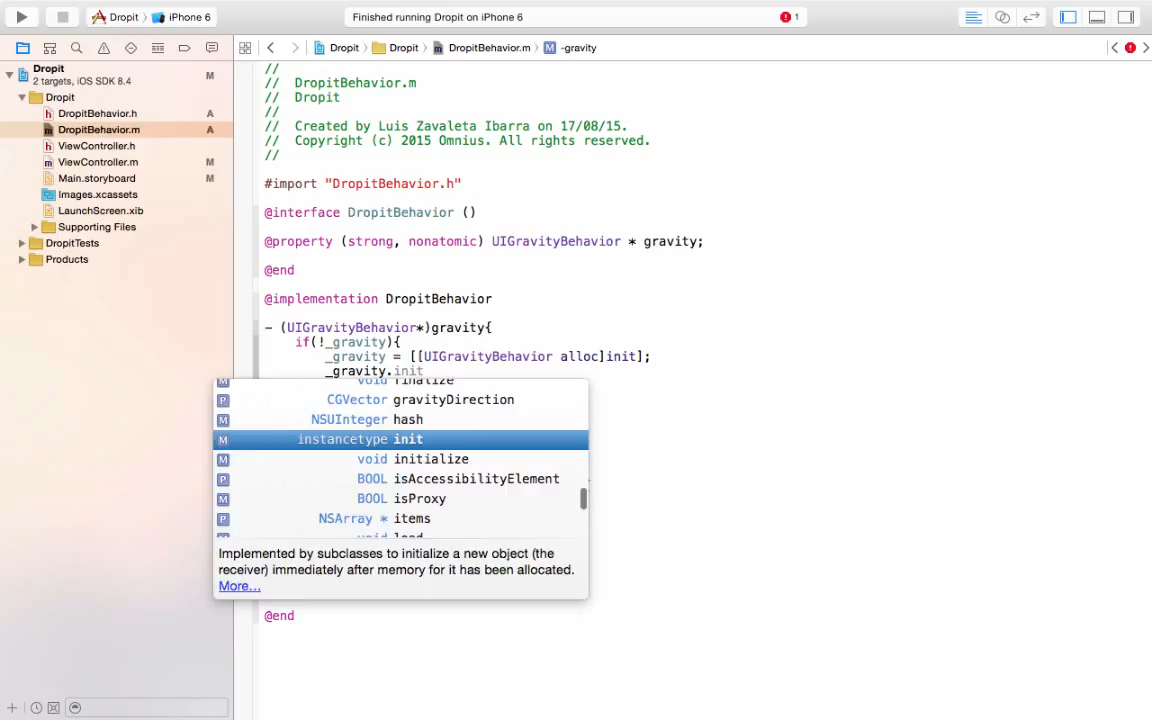 Dropit
iPhone 6
Finished running Dropit on iPhone 6
1
Dropit
Dropit
DropitBehavior.m
M
-gravity
Dropit
M
2 targets, iOS SDK 8.4
Dropit
h
DropitBehavior.h
A
m
DropitBehavior.m
A
h
ViewController.h
m
ViewController.m
M
Main.storyboard
M
Images.xcassets
LaunchScreen.xib
Supporting Files
DropitTests
Products
//
//  DropitBehavior.m
//  Dropit
//
//  Created by Luis Zavaleta Ibarra on 17/08/15.
//  Copyright (c) 2015 Omnius. All rights reserved.
//
#import "DropitBehavior.h"
@interface DropitBehavior ()
@property (strong, nonatomic) UIGravityBehavior * gravity;
@end
@implementation DropitBehavior
- (UIGravityBehavior*)gravity{
if(!_gravity){
_gravity = [[UIGravityBehavior alloc]init];
_gravity.init
M void finalize
P CGVector gravityDirection
M NSUInteger hash
M instancetype init
M void initialize
P BOOL isAccessibilityElement
M BOOL isProxy
P NSArray * items
M void load
Implemented by subclasses to initialize a new object (the
receiver) immediately after memory for it has been allocated.
More...
@end